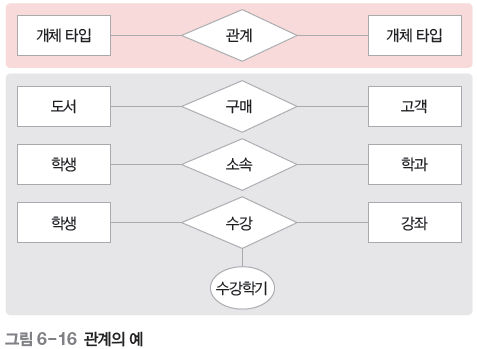 개체 타입 관계 개체 타입
도서 구매 고객
학생 소속 학과
학생 수강 강좌
수강학기
그림 6-16 관계의 예